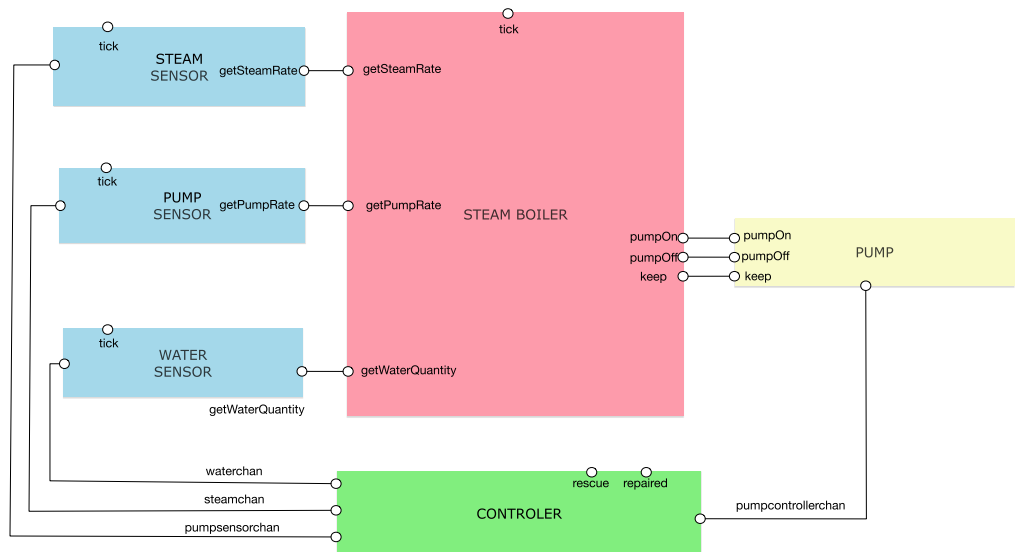 tick
tick
STEAM
SENSOR
getSteamRate
getSteamRate
tick
PUMP
SENSOR
getPumpRate
getPumpRate
STEAM BOILER
pumpOn
pumpOn
pumpOff
pumpOff
keep
keep
PUMP
tick
WATER
SENSOR
getWaterQuantity
getWaterQuantity
waterchan
steamchan
pumpsensorchan
rescue
repaired
CONTROLER
pumpcontrollerchan